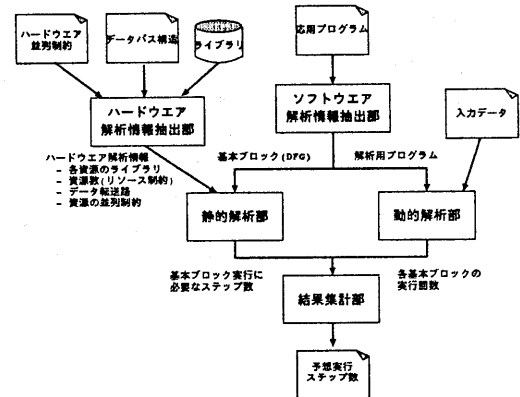 ハードウエア
並列制約
データパス構造
ライブラリ
応用プログラム
ハードウエア
解析情報抽出部
ソフトウエア
解析情報抽出部
入力データ
ハードウエア解析情報
- 各資源のライブラリ
- 資源数(リソース制約)
- データ転送路
- 資源の並列制約
基本ブロック(DFG)
解析用プログラム
静的解析部
動的解析部
基本ブロック実行に
必要なステップ数
各基本ブロックの
実行回数
結果集計部
予想実行
ステップ数